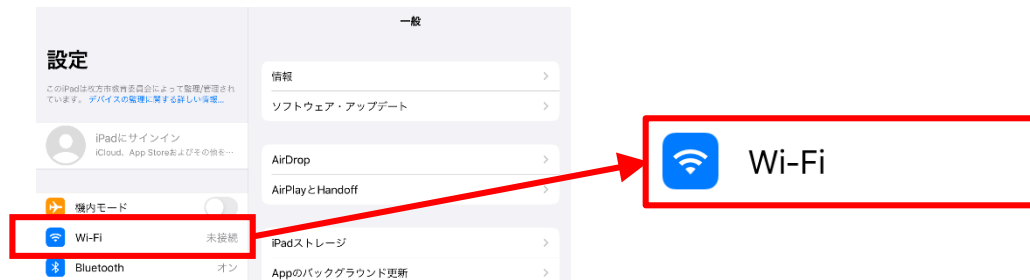 一般
設定
このiPadは枚方市教育委員会によって監理/管理され
ています。デバイスの監理に関する詳しい情報...
iPadにサインイン
iCloud、App Storeおよびその他を…
機内モード
Wi-Fi 未接続
Bluetooth オン
情報
ソフトウェア・アップデート
AirDrop
AirPlayとHandoff
iPadストレージ
Appのバックグラウンド更新
Wi-Fi